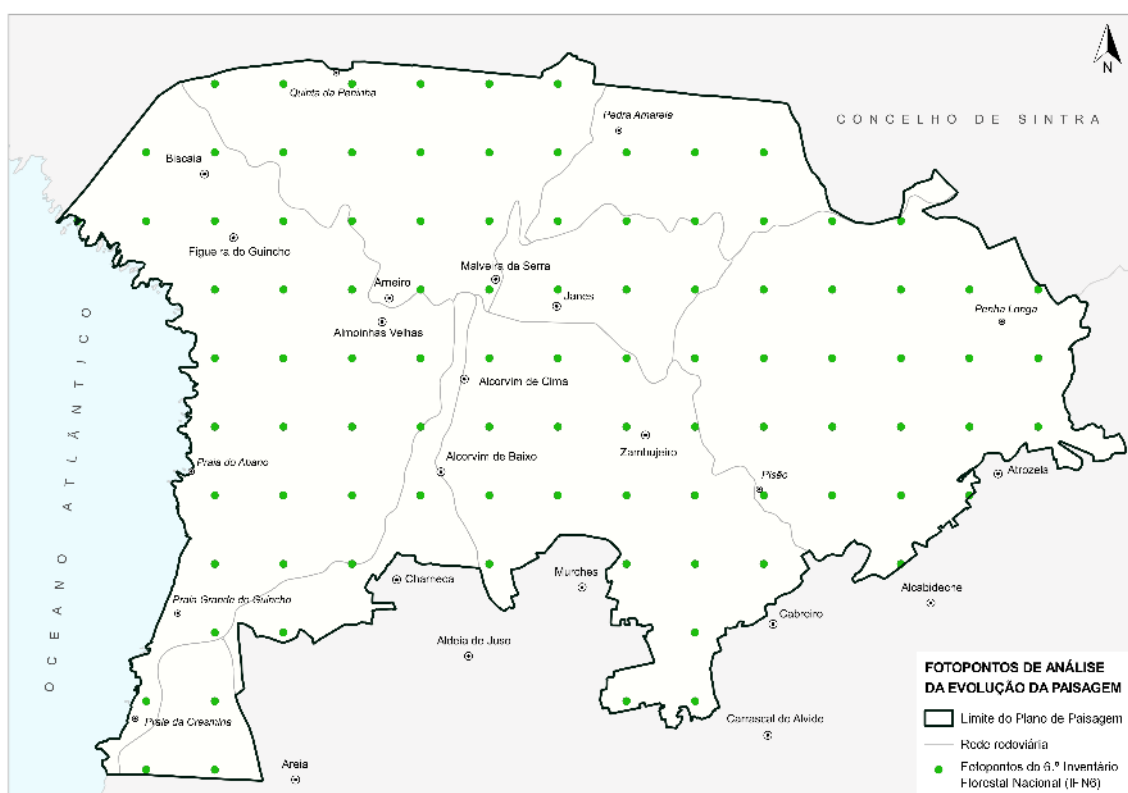 N
CONCELHO DE SINTRA
Quinta da Peninha
Pedra Amarela
Biscaia
Figueira do Guincho
Malveira da Serra
Arneiro
Janes
Penha Longa
Almoinhas Velhas
Alcorvim de Cima
Zambujeiro
Alcorvim de Baixo
Praia do Abano
Pisão
Atrozela
OCEANO ATLÂNTICO
Charneca
Murches
Alcabideche
Praia Grande do Guincho
Cabreiro
Aldeia de Juso
Praia da Cresmina
Carrascal de Alvide
Areia
FOTOPONTOS DE ANÁLISE
DA EVOLUÇÃO DA PAISAGEM
Limite do Plano de Paisagem
Rede rodoviária
Fotopontos do 6.º Inventário
Florestal Nacional (IFN6)